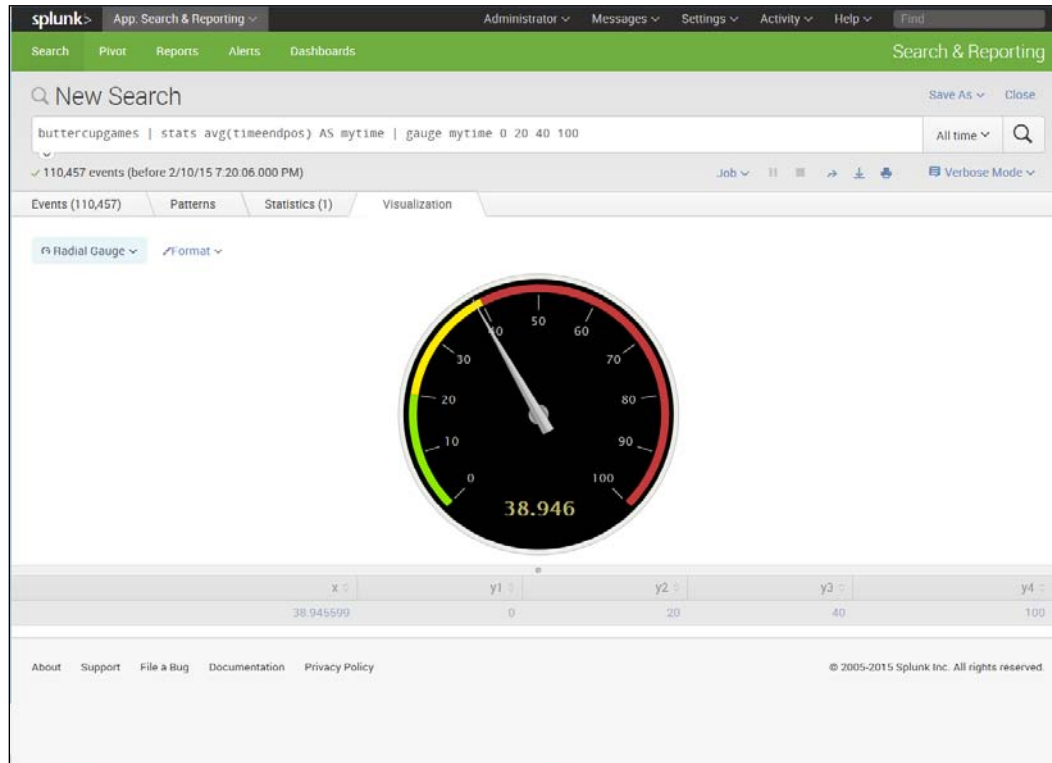 splunk> App: Search & Reporting Administrator Messages Settings Activity Help Find
Search Pivot Reports Alerts Dashboards Search & Reporting
New Search Save As Close
buttercupgames | stats avg(timeendpos) AS mytime | gauge mytime 0 20 40 100 All time
110,457 events (before 2/10/15 7:20:06.000 PM) Job Verbose Mode
Events (110,457) Patterns Statistics (1) Visualization
Radial Gauge Format
50
40 60
30 70
20 80
10 90
0 100
38.946
x y1 y2 y3 y4
38.945599 0 20 40 100
About Support File a Bug Documentation Privacy Policy © 2005-2015 Splunk Inc. All rights reserved.